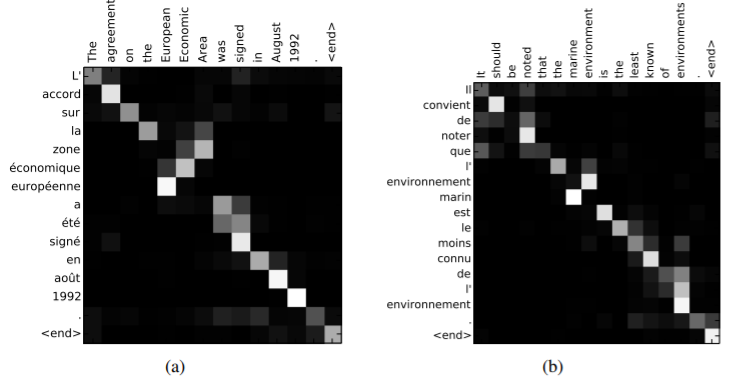 The agreement on the European Economic Area was signed in August 1992 . <end>
L'
accord
sur
la
zone
économique
européenne
a
été
signé
en
août
1992
.
<end>
(a)
It should be noted that the marine environment is the least known of environments . <end>
Il
convient
de
noter
que
l'
environnement
marin
est
le
moins
connu
de
l'
environnement
.
<end>
(b)